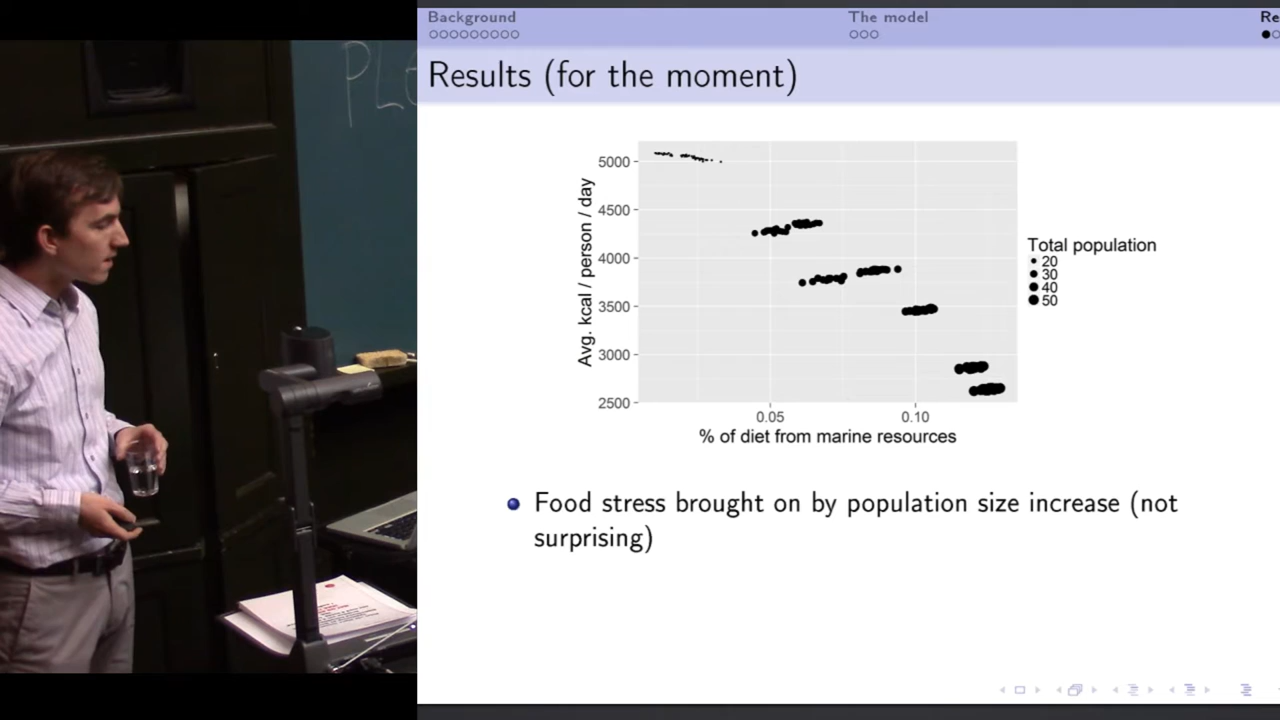 Background
The model
Re
Results (for the moment)
PL
5000
4500
4000
3500
3000
2500
Avg. kcal / person / day
0.05
0.10
% of diet from marine resources
Total population
20
30
40
50
Food stress brought on by population size increase (not
surprising)